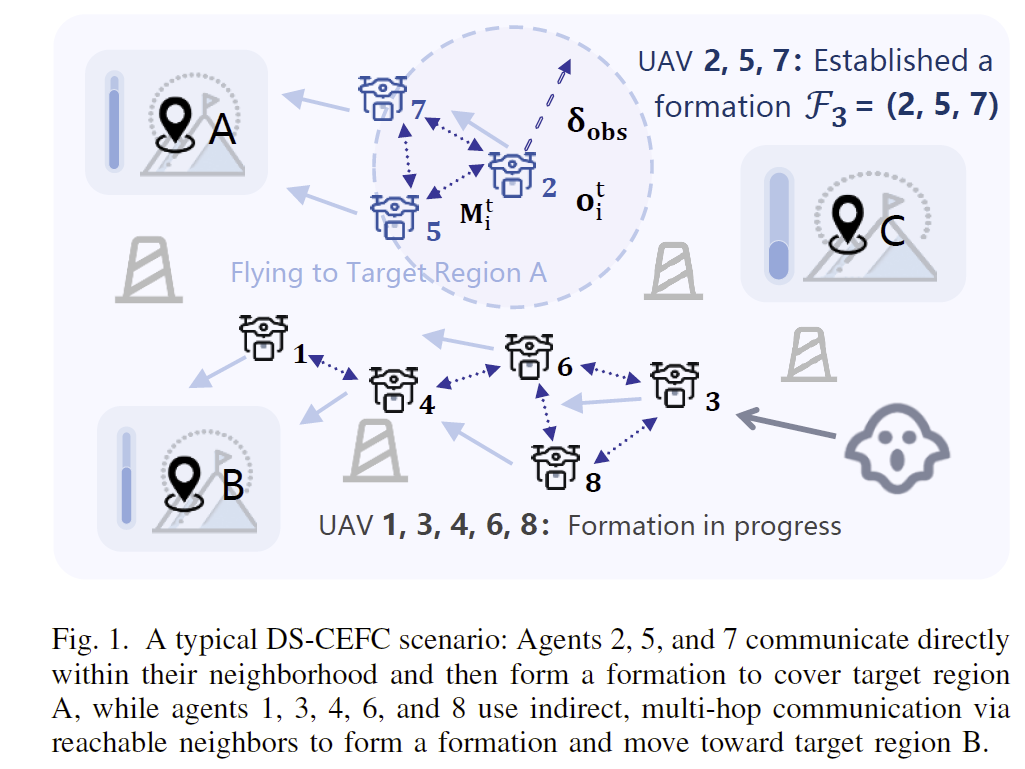 UAV 2, 5, 7: Established a
formation ℱ₃ = (2, 5, 7)
A
7
δ_obs
2
o_i^t
M_i^t
5
C
Flying to Target Region A
1
6
4
3
B
8
UAV 1, 3, 4, 6, 8: Formation in progress
Fig. 1. A typical DS-CEFC scenario: Agents 2, 5, and 7 communicate directly
within their neighborhood and then form a formation to cover target region
A, while agents 1, 3, 4, 6, and 8 use indirect, multi-hop communication via
reachable neighbors to form a formation and move toward target region B.